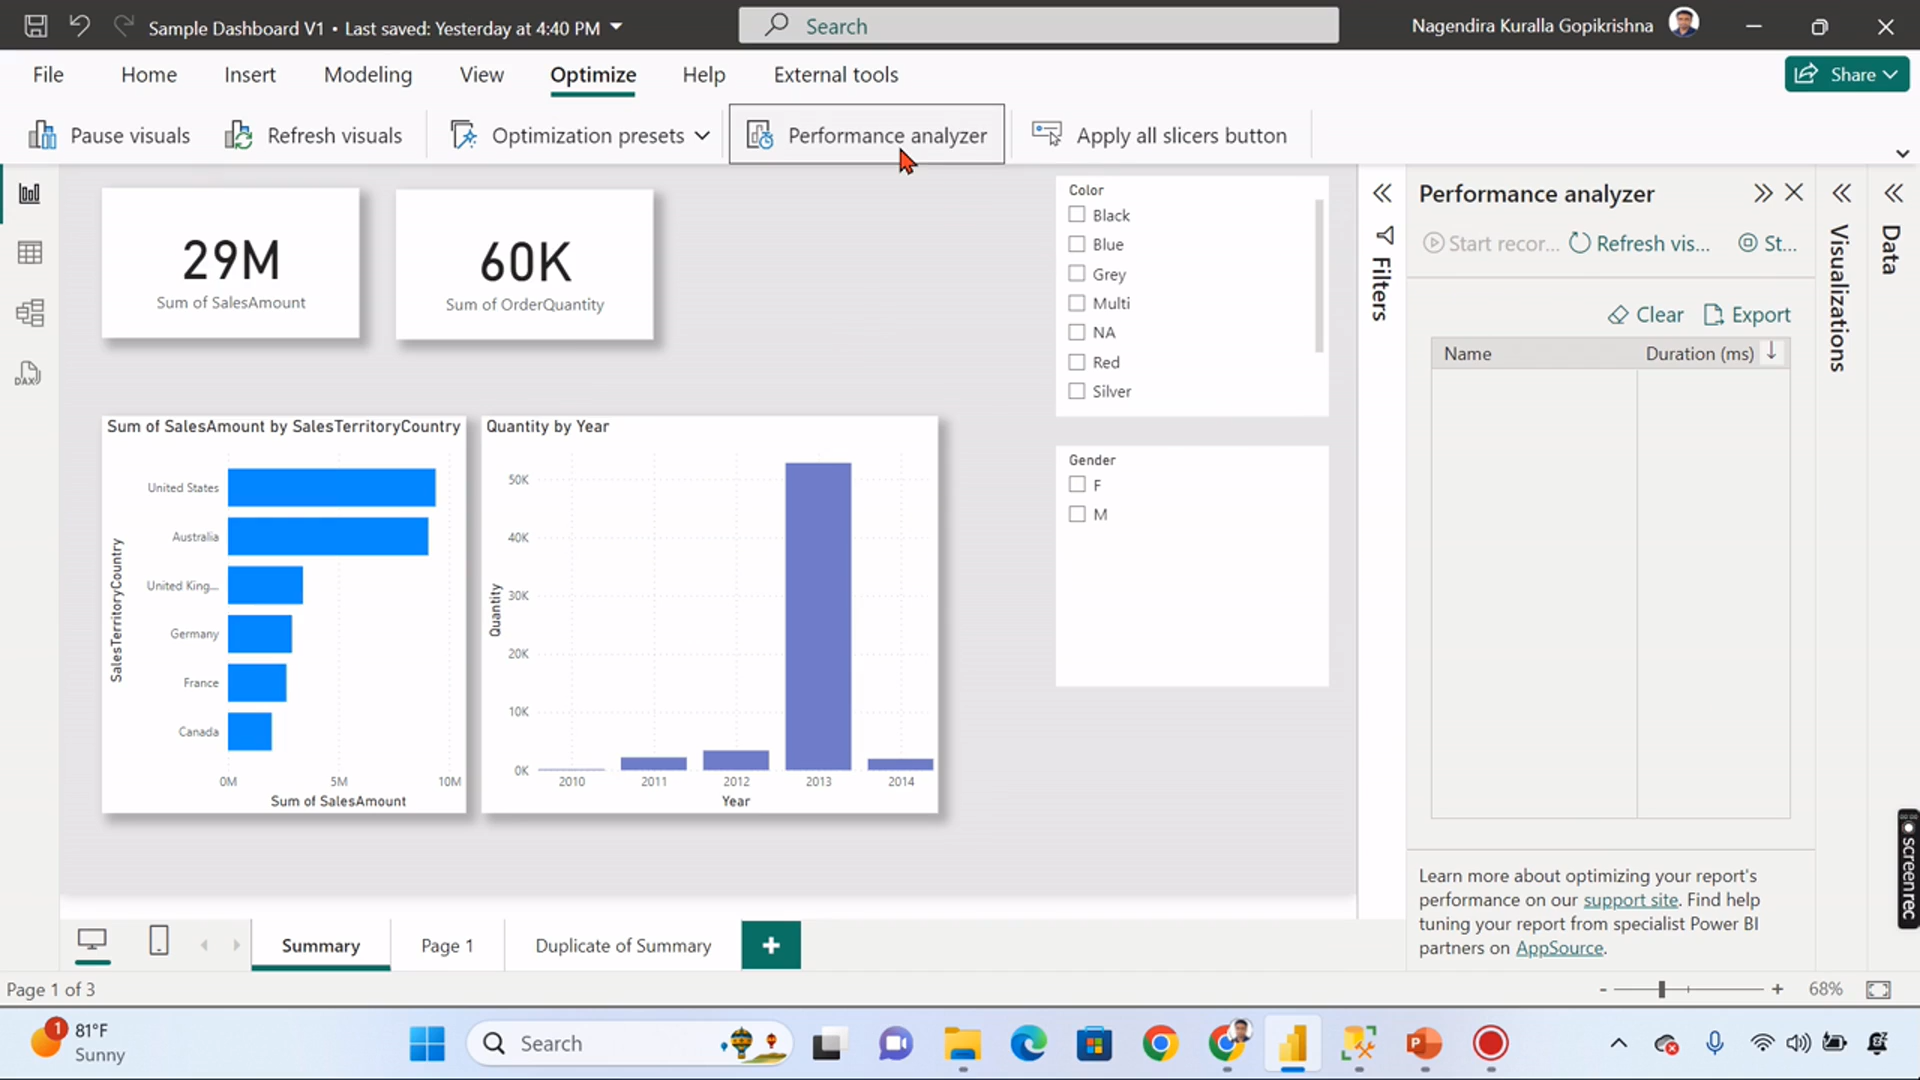 Sample Dashboard V1 • Last saved: Yesterday at 4:40 PM
Search
Nagendira Kuralla Gopikrishna
File
Home
Insert
Modeling
View
Optimize
Help
External tools
Share
Pause visuals
Refresh visuals
Optimization presets
Performance analyzer
Apply all slicers button
29M
Sum of SalesAmount
60K
Sum of OrderQuantity
Color
Black
Blue
Grey
Multi
NA
Red
Silver
Gender
F
M
Sum of SalesAmount by SalesTerritoryCountry
SalesTerritoryCountry
United States
Australia
United King...
Germany
France
Canada
0M
5M
10M
Sum of SalesAmount
Quantity by Year
Quantity
50K
40K
30K
20K
10K
0K
2010
2011
2012
2013
2014
Year
Filters
Performance analyzer
Start recor...
Refresh vis...
St...
Clear
Export
Name
Duration (ms)
Learn more about optimizing your report's
performance on our support site. Find help
tuning your report from specialist Power BI
partners on AppSource.
Visualizations
Data
DAX
screenrec
Summary
Page 1
Duplicate of Summary
+
Page 1 of 3
-
+
68%
1
81°F
Sunny
Search
P